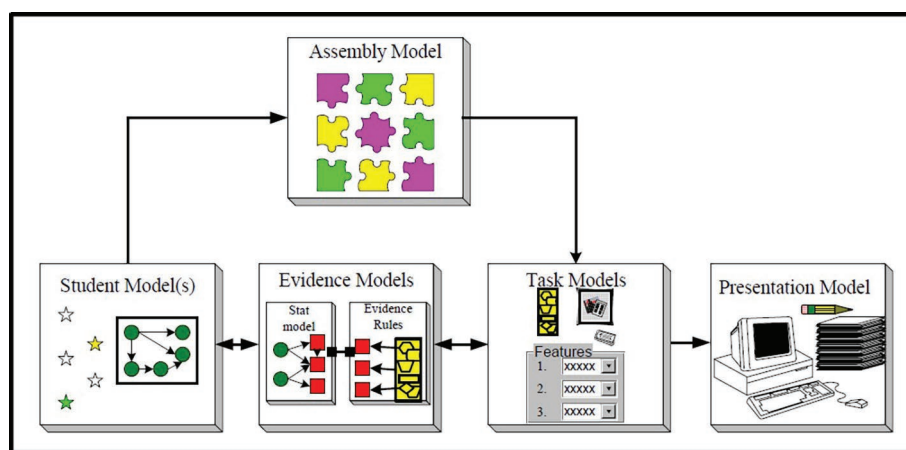 Assembly Model
Student Model(s)
Evidence Models
Stat
model
Evidence
Rules
Task Models
Features
1. xxxxx
2. xxxxx
3. xxxxx
Presentation Model